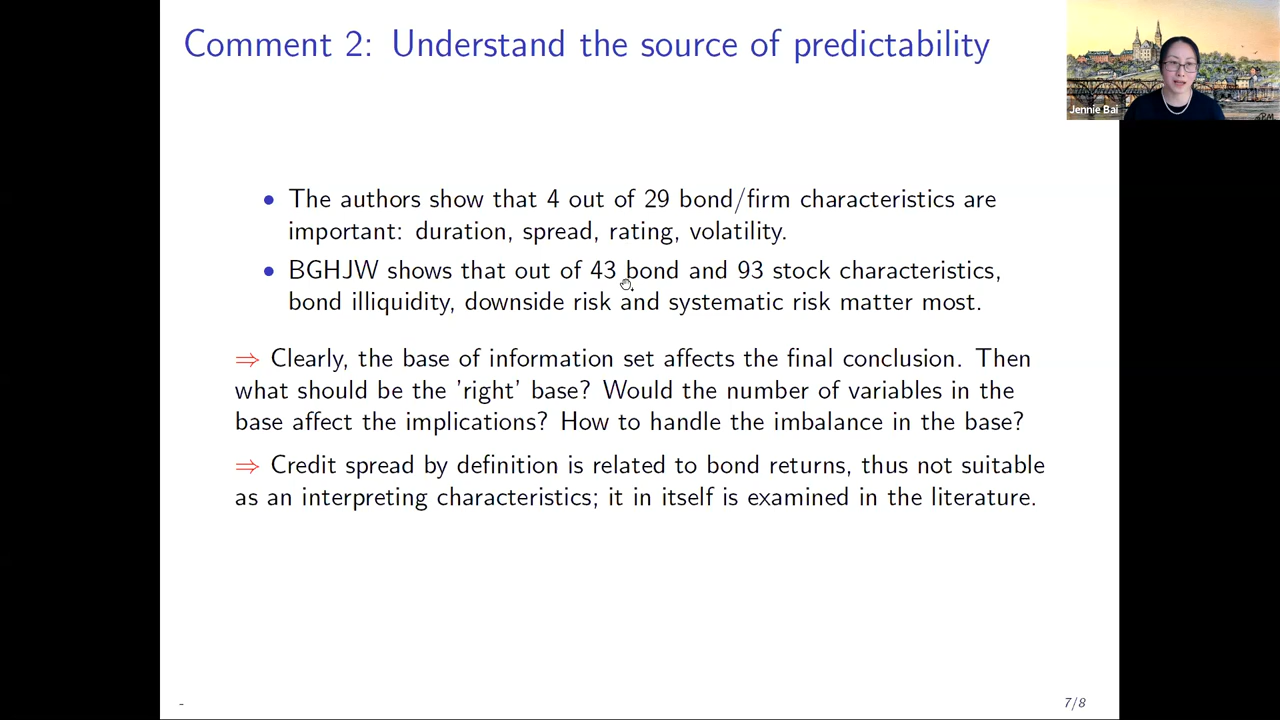 Comment 2: Understand the source of predictability
Jennie Bai
• The authors show that 4 out of 29 bond/firm characteristics are
important: duration, spread, rating, volatility.
• BGHJW shows that out of 43 bond and 93 stock characteristics,
bond illiquidity, downside risk and systematic risk matter most.
⇒ Clearly, the base of information set affects the final conclusion. Then
what should be the 'right' base? Would the number of variables in the
base affect the implications? How to handle the imbalance in the base?
⇒ Credit spread by definition is related to bond returns, thus not suitable
as an interpreting characteristics; it in itself is examined in the literature.
-
7/8